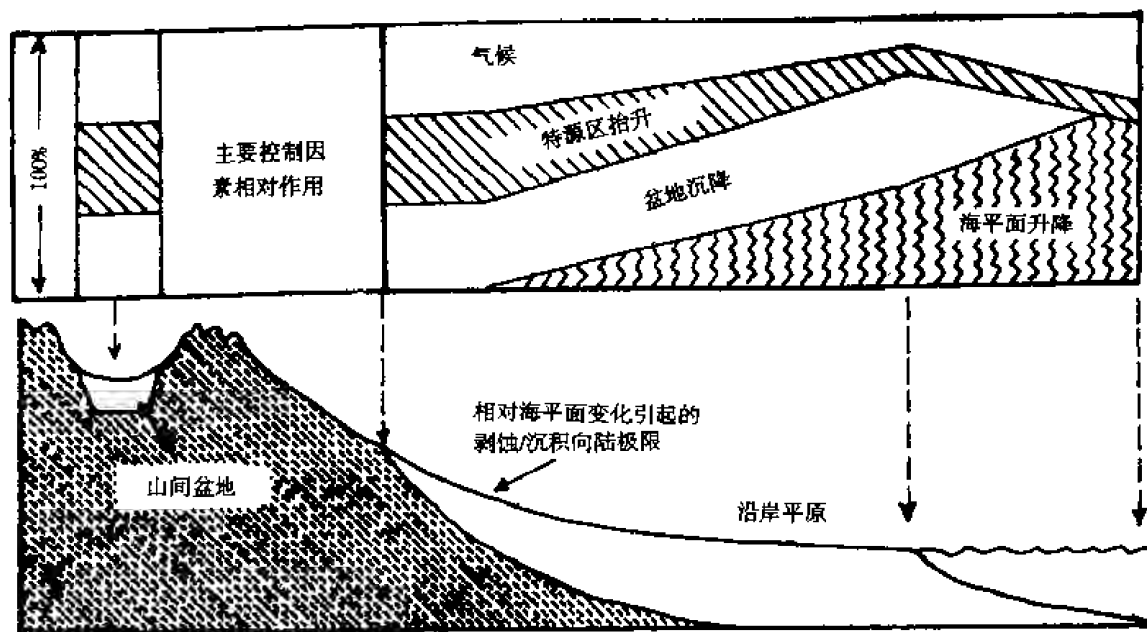 气候
100%
主要控制因
素相对作用
特源区抬升
盆地沉降
海平面升降
相对海平面变化引起的
剥蚀/沉积向陆极限
山间盆地
沿岸平原